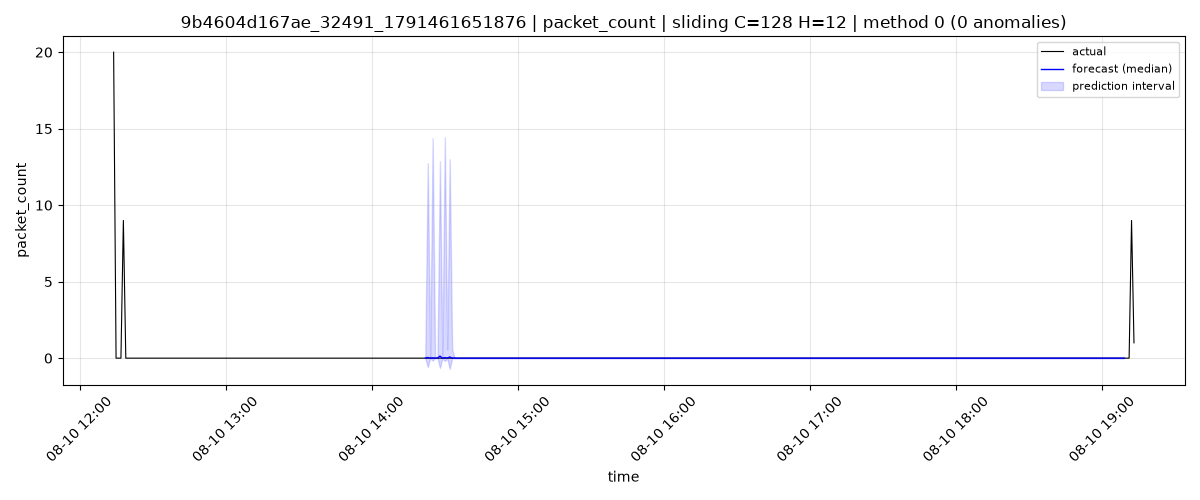 9b4604d167ae_32491_1791461651876 | packet_count | sliding C=128 H=12 | method 0 (0 anomalies)
actual
forecast (median)
prediction interval
20
15
10
5
0
packet_count
08-10 12:00
08-10 13:00
08-10 14:00
08-10 15:00
08-10 16:00
08-10 17:00
08-10 18:00
08-10 19:00
time